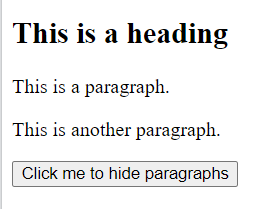 This is a heading
This is a paragraph.
This is another paragraph.
Click me to hide paragraphs